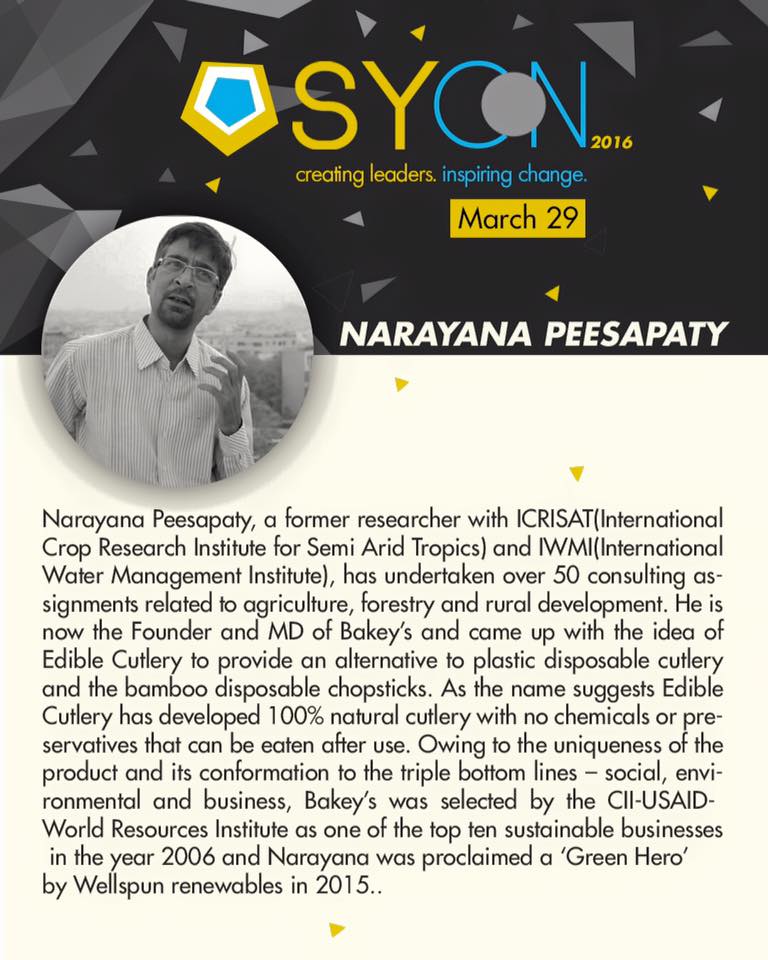 SYON 2016
creating leaders. inspiring change.
March 29
NARAYANA PEESAPATY
Narayana Peesapaty, a former researcher with ICRISAT(International
Crop Research Institute for Semi Arid Tropics) and IWMI(International
Water Management Institute), has undertaken over 50 consulting as-
signments related to agriculture, forestry and rural development. He is
now the Founder and MD of Bakey's and came up with the idea of
Edible Cutlery to provide an alternative to plastic disposable cutlery
and the bamboo disposable chopsticks. As the name suggests Edible
Cutlery has developed 100% natural cutlery with no chemicals or pre-
servatives that can be eaten after use. Owing to the uniqueness of the
product and its conformation to the triple bottom lines – social, envi-
ronmental and business, Bakey's was selected by the CII-USAID-
World Resources Institute as one of the top ten sustainable businesses
in the year 2006 and Narayana was proclaimed a 'Green Hero'
by Wellspun renewables in 2015..